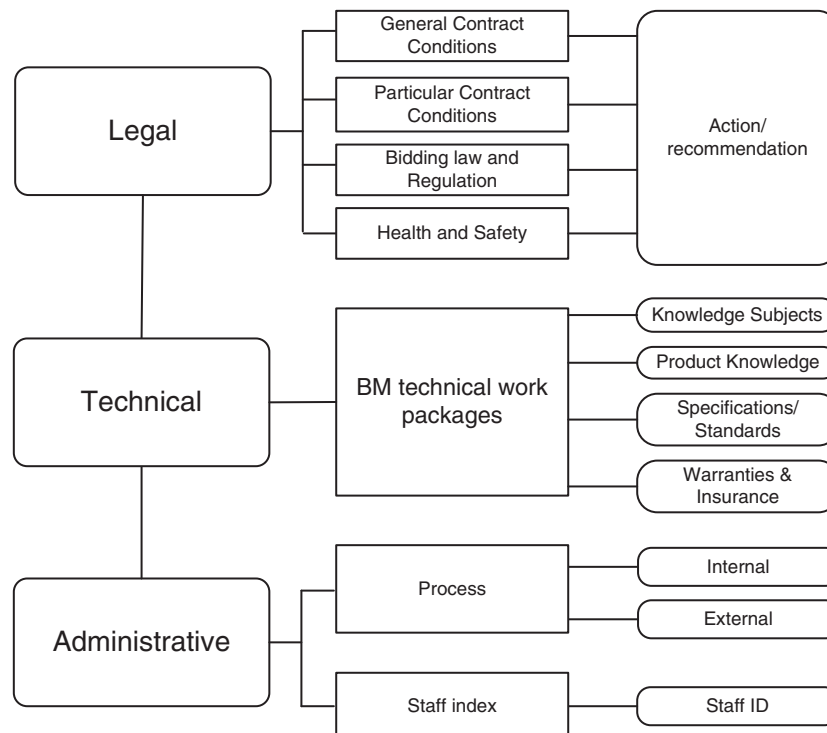 Legal
General Contract
Conditions
Particular Contract
Conditions
Bidding law and
Regulation
Health and Safety
Action/
recommendation
Technical
BM technical work
packages
Knowledge Subjects
Product Knowledge
Specifications/
Standards
Warranties &
Insurance
Administrative
Process
Internal
External
Staff index
Staff ID